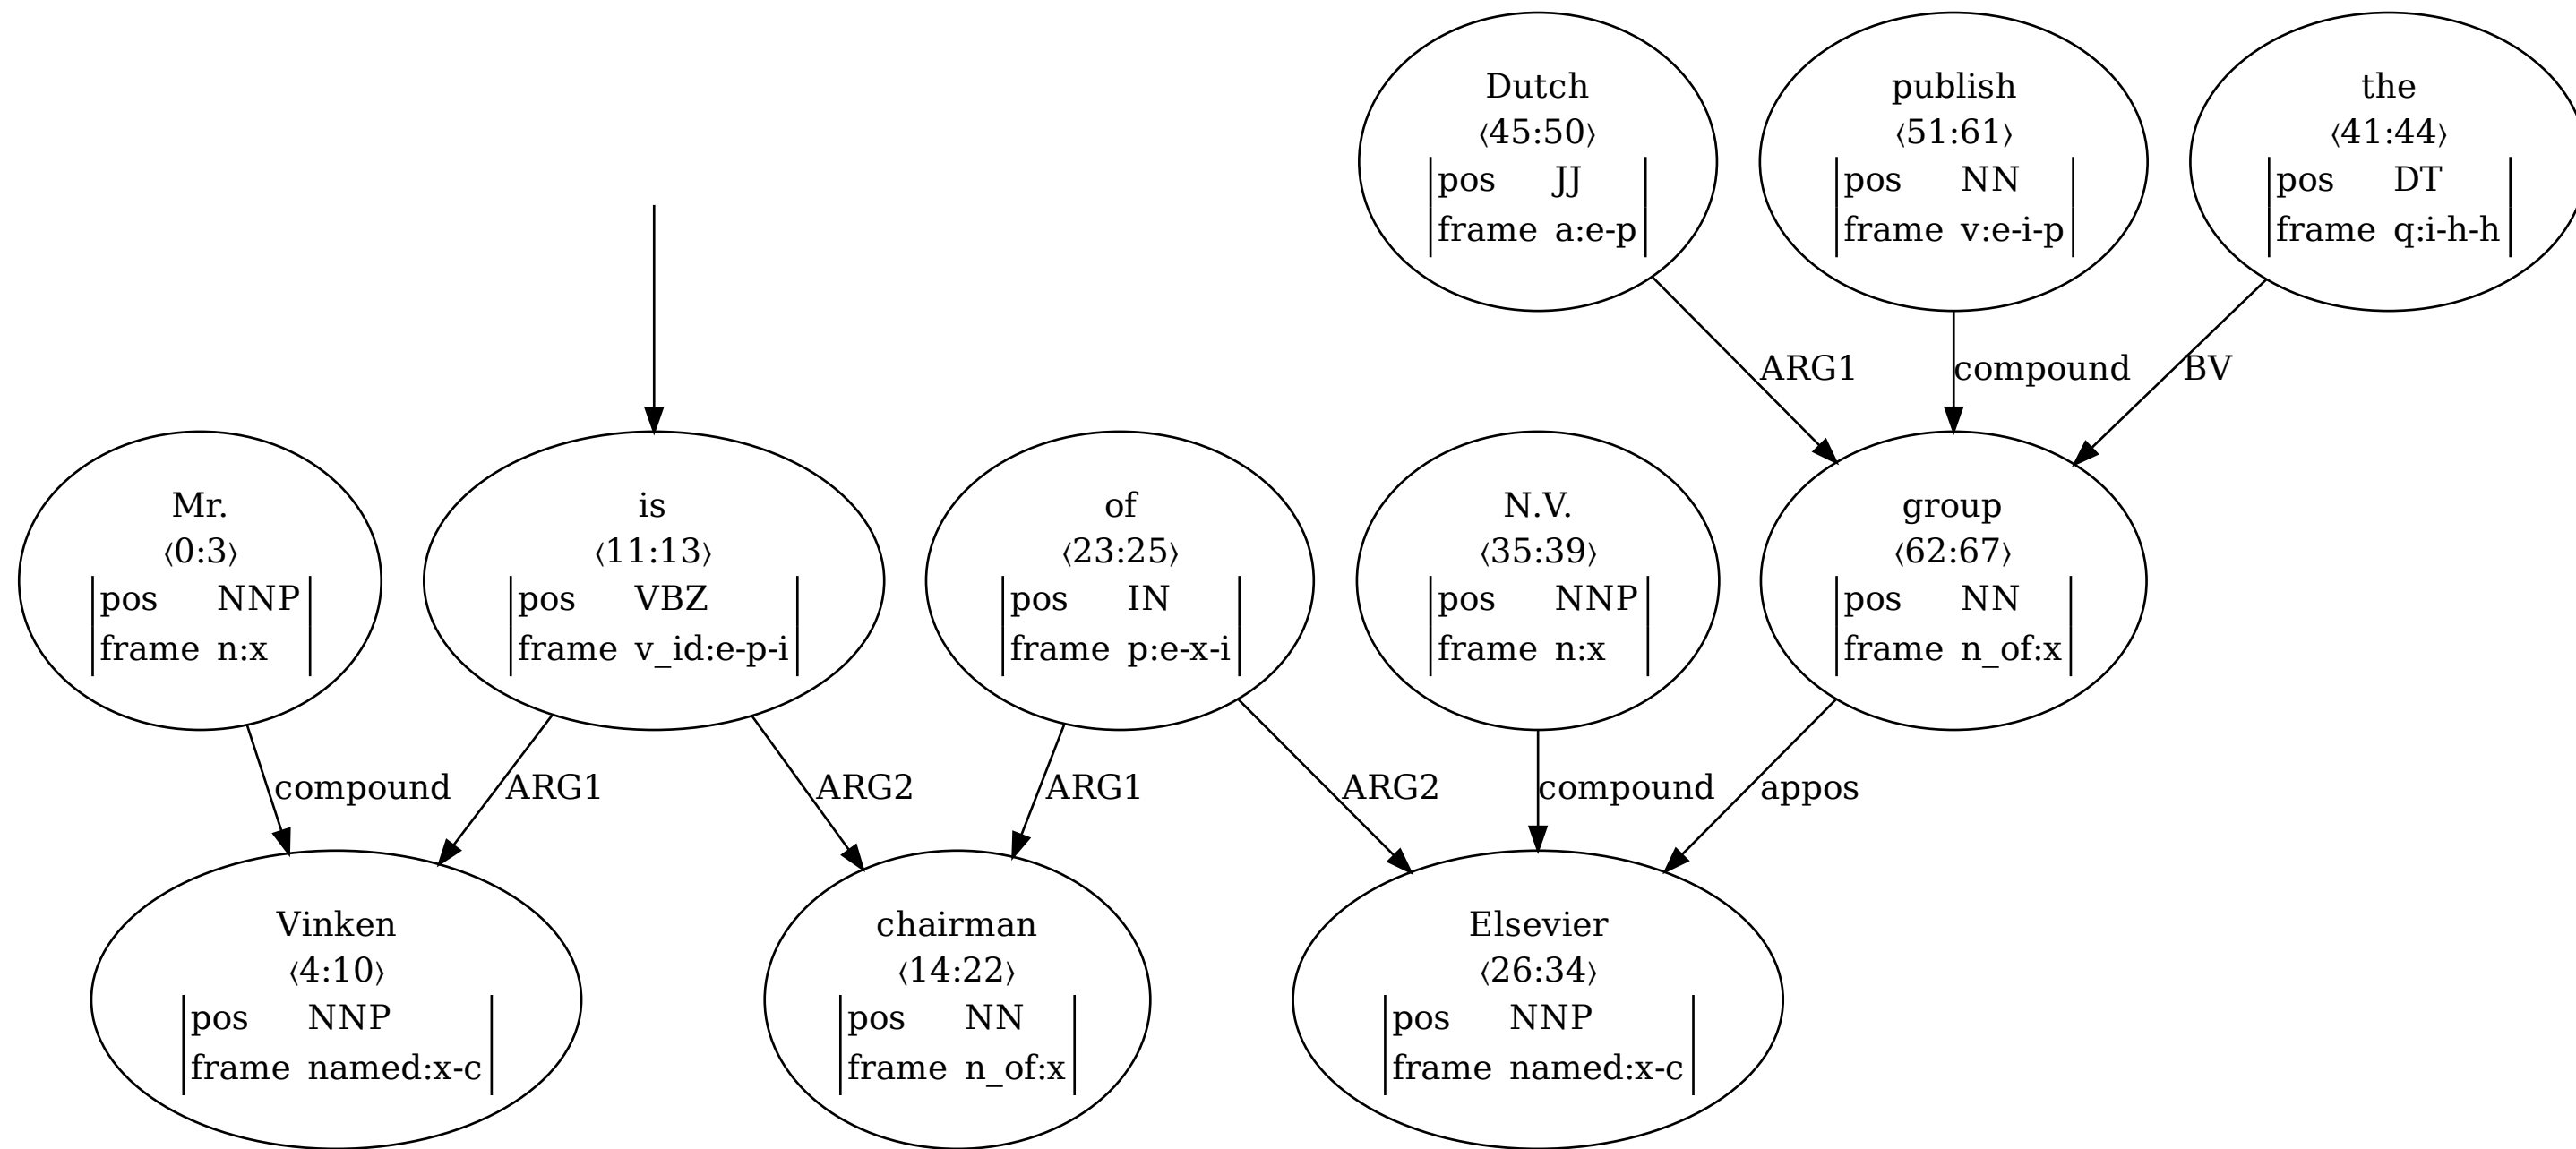 Dutch
⟨45:50⟩
pos JJ
frame a:e-p
publish
⟨51:61⟩
pos NN
frame v:e-i-p
the
⟨41:44⟩
pos DT
frame q:i-h-h
ARG1
compound
BV
Mr.
⟨0:3⟩
pos NNP
frame n:x
is
⟨11:13⟩
pos VBZ
frame v_id:e-p-i
of
⟨23:25⟩
pos IN
frame p:e-x-i
N.V.
⟨35:39⟩
pos NNP
frame n:x
group
⟨62:67⟩
pos NN
frame n_of:x
compound
ARG1
ARG2
ARG1
ARG2
compound
appos
Vinken
⟨4:10⟩
pos NNP
frame named:x-c
chairman
⟨14:22⟩
pos NN
frame n_of:x
Elsevier
⟨26:34⟩
pos NNP
frame named:x-c